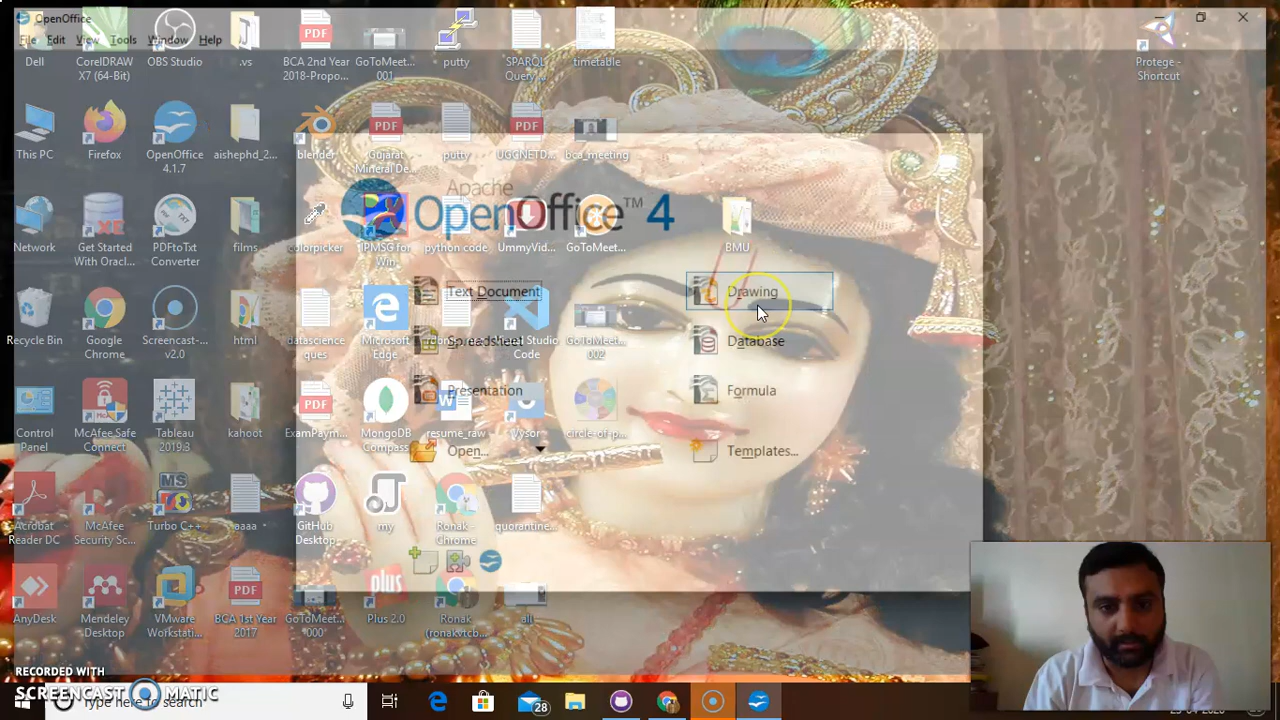 OpenOffice
File Edit View Tools Window Help
Dell
CorelDRAW X7 (64-Bit)
OBS Studio
.vs
BCA 2nd Year 2018-Propo...
GoToMeet... 001
putty
SPARQL Query...
timetable
Protege - Shortcut
This PC
Firefox
OpenOffice 4.1.7
aishephd_2...
blender
Gujarat Mineral De...
putty
UGCNETD...
bca_meeting
Apache
OpenOffice™ 4
Network
Get Started With Oracl...
PDFtoTxt Converter
films
colorpicker
IPMSG for Win
python code
UmmyVid...
GoToMeet...
BMU
Text Document
Drawing
Recycle Bin
Google Chrome
Screencast-... v2.0
html
datascience ques
Microsoft Edge
Visual Studio Code
GoToMeet... 002
Spreadsheet
Database
Presentation
Formula
Control Panel
McAfee Safe Connect
Tableau 2019.3
kahoot
ExamPaym...
MongoDB Compass
resume_raw
Vysor
circle-of-p...
Open...
Templates...
Acrobat Reader DC
McAfee Security Sc...
Turbo C++
aaaa
GitHub Desktop
my
Ronak - Chrome
quorantine...
AnyDesk
Mendeley Desktop
VMware Workstati...
BCA 1st Year 2017
GoToMeet... 000
Plus 2.0
Ronak (ronakvtcb...
all
RECORDED WITH
SCREENCAST MATIC
Type here to search
28